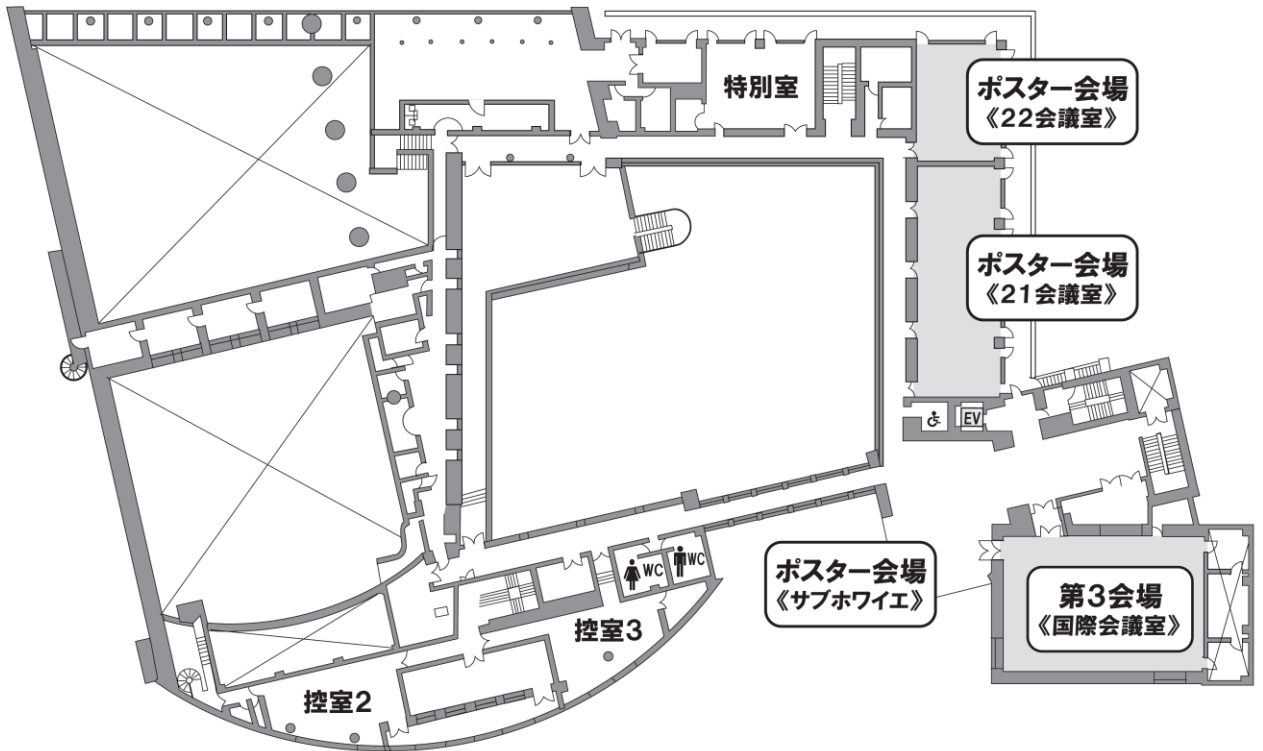 特別室
ポスター会場
《22会議室》
ポスター会場
《21会議室》
EV
WC
WC
ポスター会場
《サブホワイエ》
第3会場
《国際会議室》
控室3
控室2